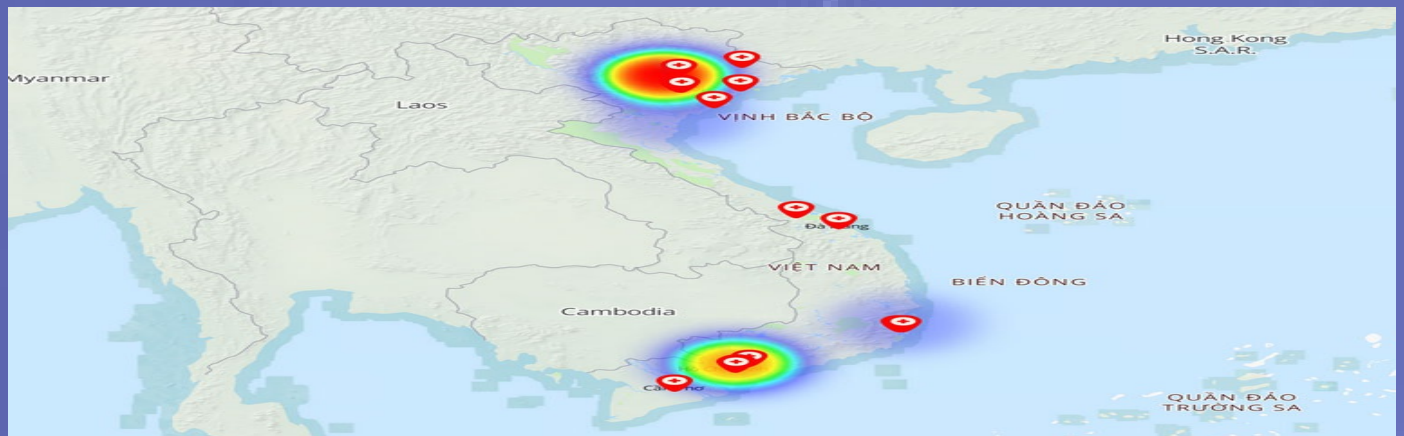 Hong Kong
S.A.R.
Myanmar
Laos
VỊNH BẮC BỘ
QUẦN ĐẢO
HOÀNG SA
VIỆT NAM
BIỂN ĐÔNG
Cambodia
QUẦN ĐẢO
TRƯỜNG SA